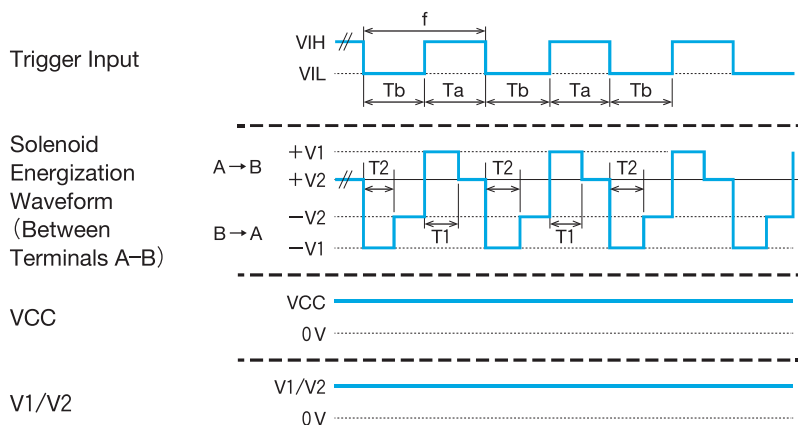 f
Trigger Input
VIH
VIL
Tb Ta Tb Ta Tb
Solenoid
Energization
Waveform
(Between
Terminals A–B)
A→B
B→A
+V1
+V2
−V2
−V1
T2 T2 T2
T1 T1
VCC
VCC
0 V
V1/V2
V1/V2
0 V